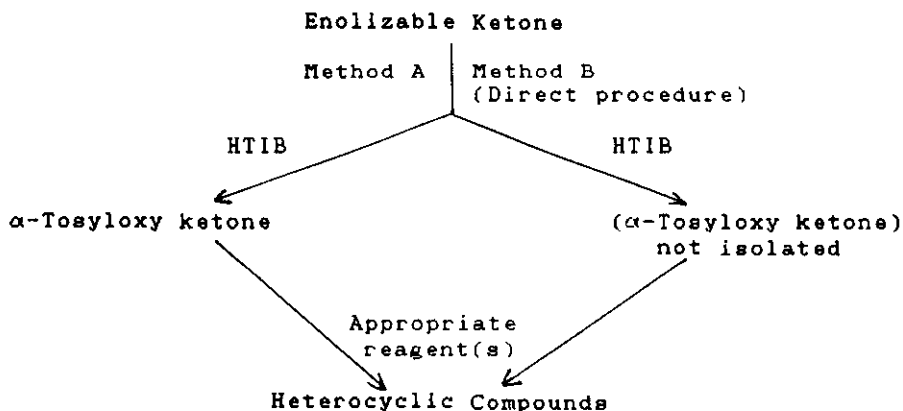 Enolizable Ketone
Method A Method B
(Direct procedure)
HTIB HTIB
α-Tosyloxy ketone (α-Tosyloxy ketone)
not isolated
Appropriate
reagent(s)
Heterocyclic Compounds